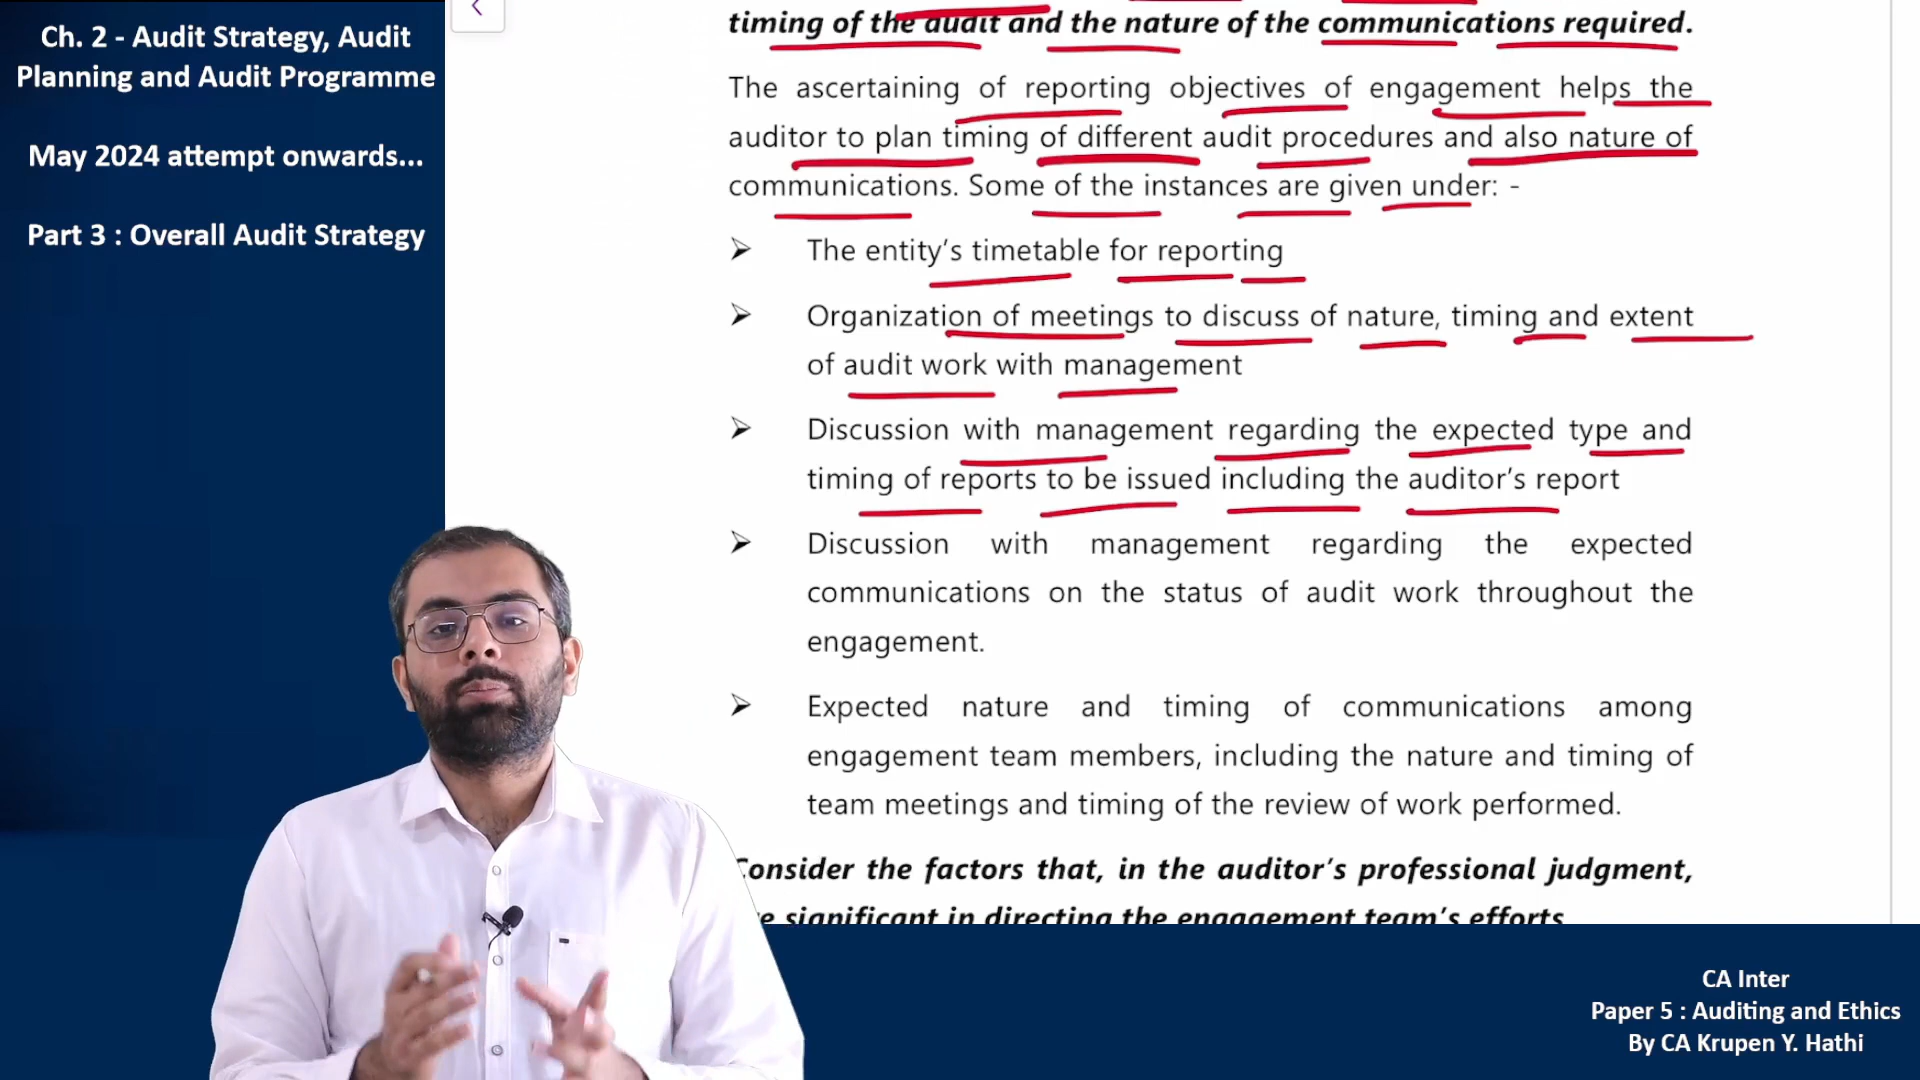 Ch. 2 - Audit Strategy, Audit
Planning and Audit Programme
May 2024 attempt onwards...
Part 3 : Overall Audit Strategy
timing of the audit and the nature of the communications required.
The ascertaining of reporting objectives of engagement helps the
auditor to plan timing of different audit procedures and also nature of
communications. Some of the instances are given under: -
➢ The entity’s timetable for reporting
➢ Organization of meetings to discuss of nature, timing and extent
of audit work with management
➢ Discussion with management regarding the expected type and
timing of reports to be issued including the auditor’s report
➢ Discussion with management regarding the expected
communications on the status of audit work throughout the
engagement.
➢ Expected nature and timing of communications among
engagement team members, including the nature and timing of
team meetings and timing of the review of work performed.
Consider the factors that, in the auditor’s professional judgment,
significant in directing the engagement team’s efforts
CA Inter
Paper 5 : Auditing and Ethics
By CA Krupen Y. Hathi